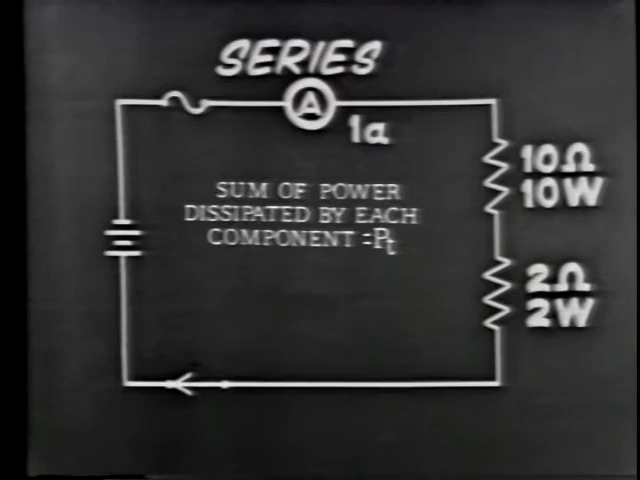 SERIES
A
1a
10Ω
10W
SUM OF POWER
DISSIPATED BY EACH
COMPONENT =Pt
2Ω
2W